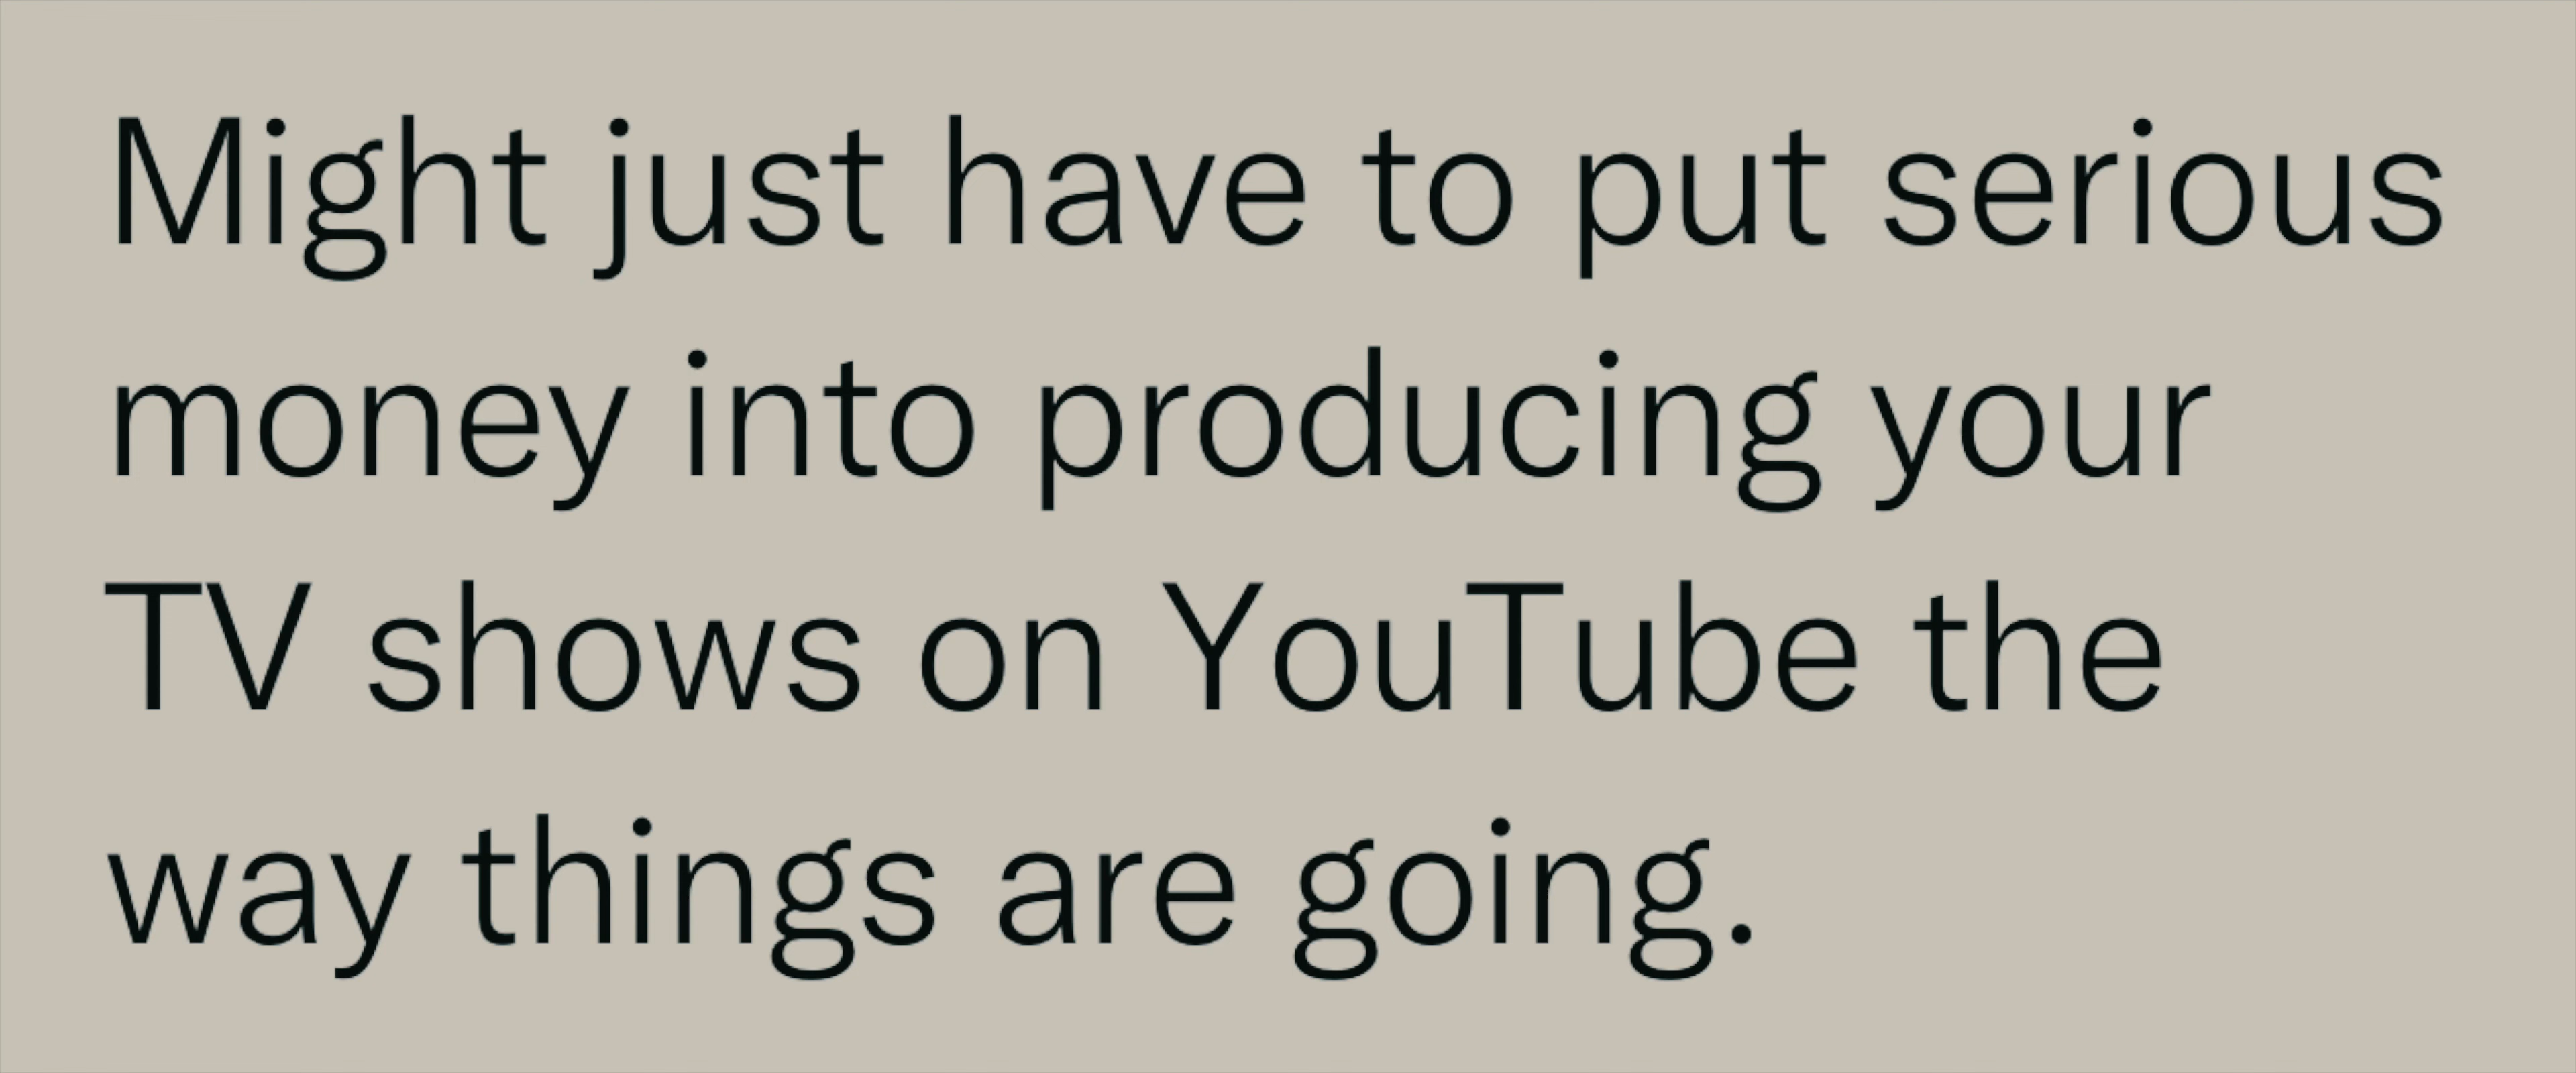 Might just have to put serious
money into producing your
TV shows on YouTube the
way things are going.